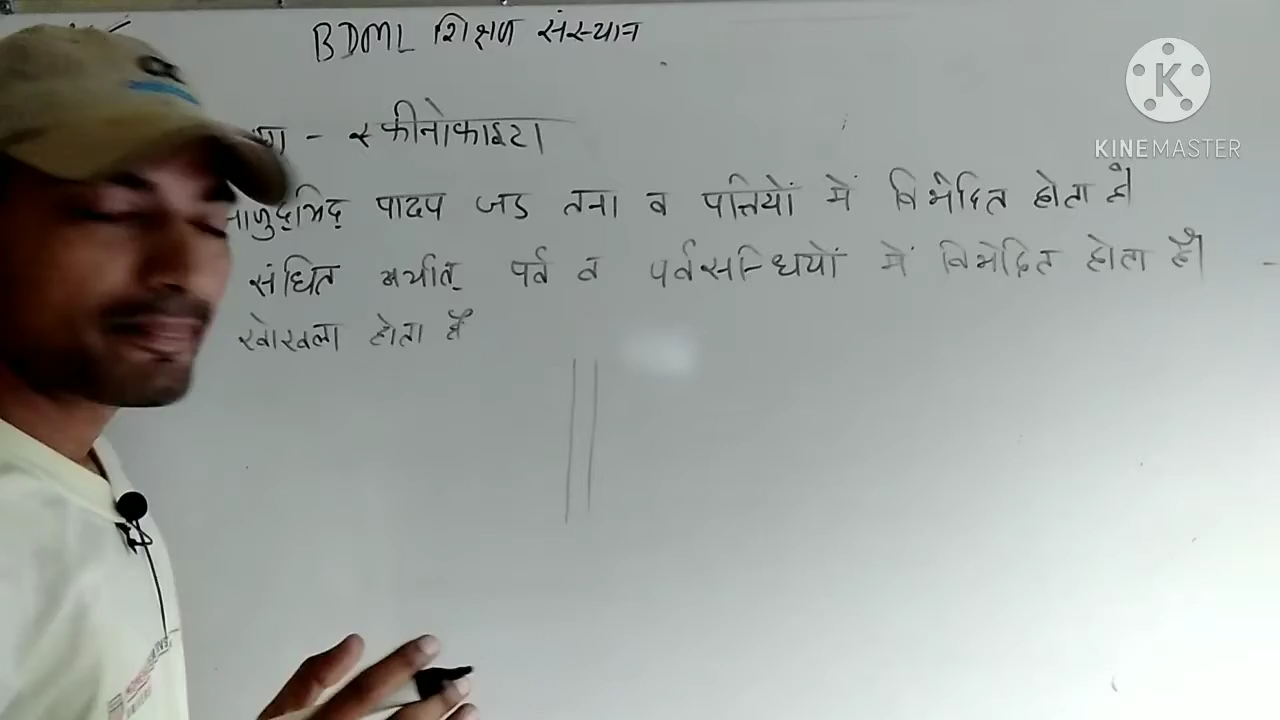 BDML शिक्षण संस्थान
- स्फीनोकाइटा
पादप जड तना व पत्तियों में विभेदित होता है।
संधित अर्थात् पर्व व पर्वसन्धियों में विभेदित होता है। -
खोखला होता है
K
KINEMASTER